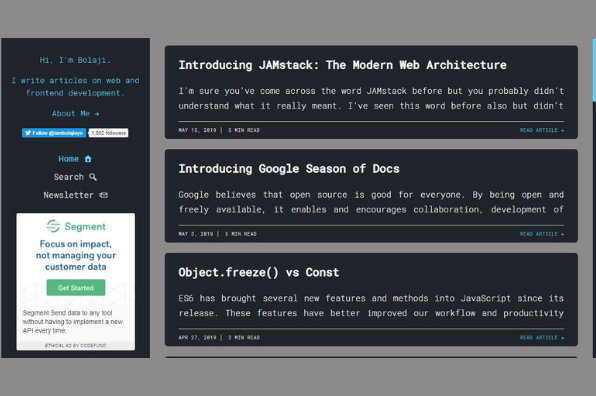 Hi, I'm Bolaji.
I write articles on web and
frontend development.
About Me →
Follow @iambolajiayo
1,002 followers
Home
Search
Newsletter
Segment
Focus on impact,
not managing your
customer data
Get Started
Segment Send data to any tool
without having to implement a new
API every time.
ETHICAL AD BY CODEFUND
Introducing JAMstack: The Modern Web Architecture
I'm sure you've come across the word JAMstack before but you probably didn't
understand what it really meant. I've seen this word before also but didn't
MAY 10, 2019 | 5 MIN READ
READ ARTICLE →
Introducing Google Season of Docs
Google believes that open source is good for everyone. By being open and
freely available, it enables and encourages collaboration, development of
2019 | 5 MIN READ
READ ARTICLE →
Object.freeze() vs Const
ES6 has brought several new features and methods into JavaScript since its
release. These features have better improved our workflow and productivity
APR 27, 2019 | 3 MIN READ
READ ARTICLE →